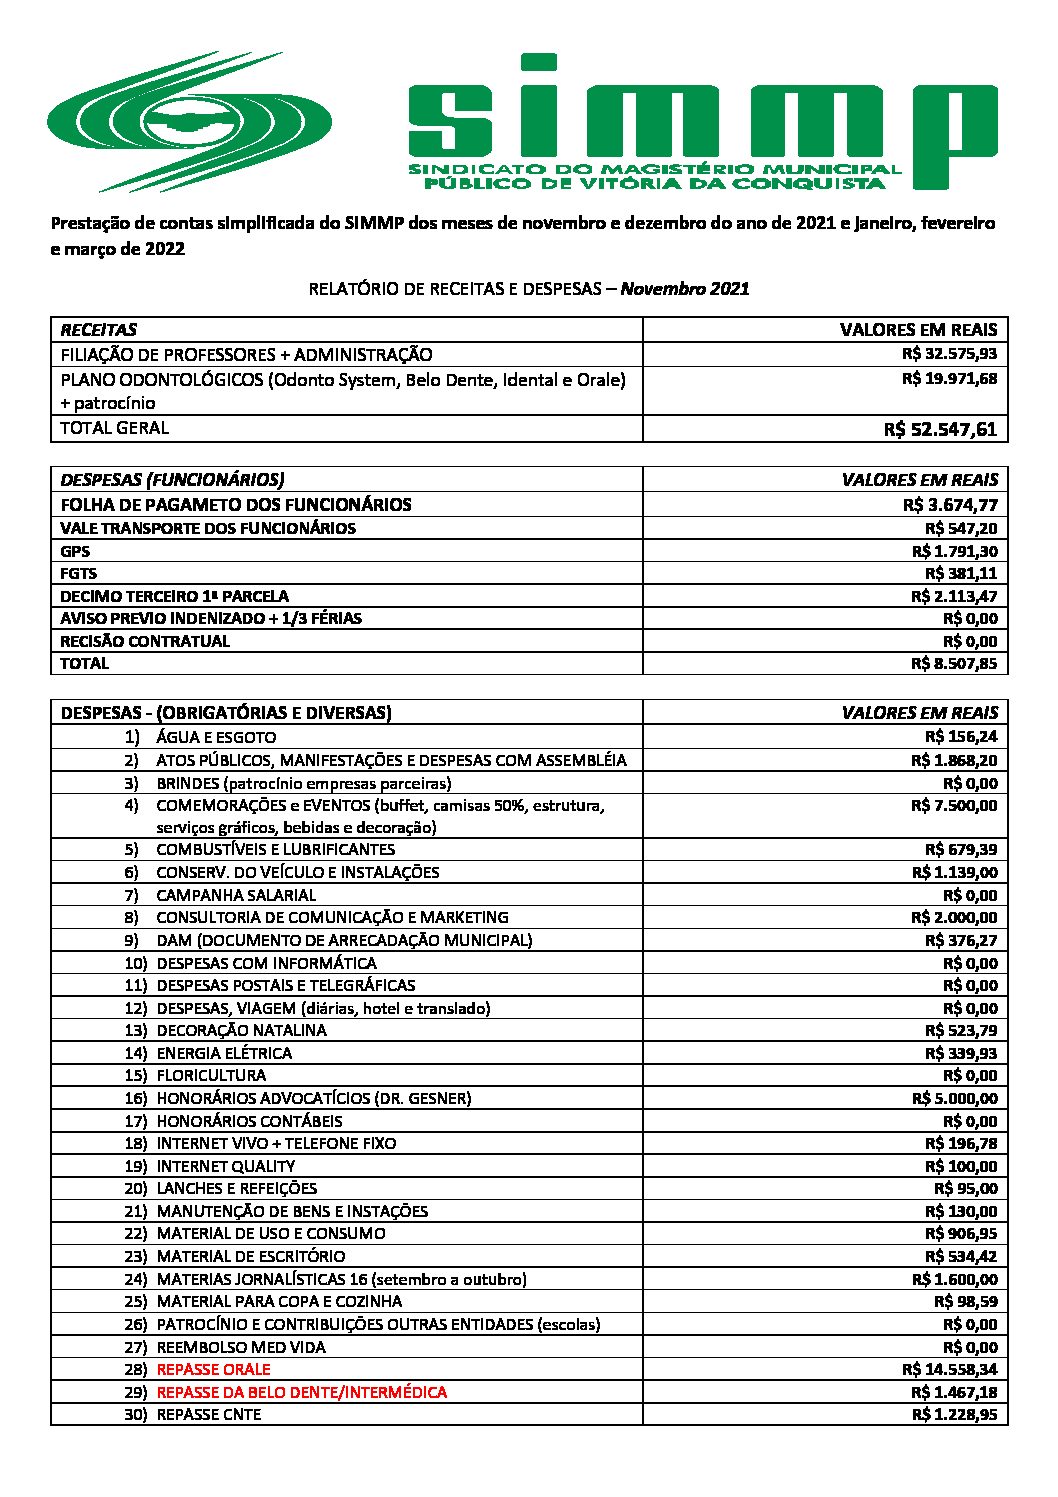 simmp
SINDICATO DO MAGISTÉRIO MUNICIPAL
PÚBLICO DE VITÓRIA DA CONQUISTA
Prestação de contas simplificada do SIMMP dos meses de novembro e dezembro do ano de 2021 e janeiro, fevereiro
e março de 2022
RELATÓRIO DE RECEITAS E DESPESAS – Novembro 2021
RECEITAS VALORES EM REAIS
FILIAÇÃO DE PROFESSORES + ADMINISTRAÇÃO R$ 32.575,93
PLANO ODONTOLÓGICOS (Odonto System, Belo Dente, Idental e Orale) R$ 19.971,68
+ patrocínio
TOTAL GERAL R$ 52.547,61
DESPESAS (FUNCIONÁRIOS) VALORES EM REAIS
FOLHA DE PAGAMETO DOS FUNCIONÁRIOS R$ 3.674,77
VALE TRANSPORTE DOS FUNCIONÁRIOS R$ 547,20
GPS R$ 1.791,30
FGTS R$ 381,11
DECIMO TERCEIRO 1ª PARCELA R$ 2.113,47
AVISO PREVIO INDENIZADO + 1/3 FÉRIAS R$ 0,00
RECISÃO CONTRATUAL R$ 0,00
TOTAL R$ 8.507,85
DESPESAS - (OBRIGATÓRIAS E DIVERSAS) VALORES EM REAIS
1) ÁGUA E ESGOTO R$ 156,24
2) ATOS PÚBLICOS, MANIFESTAÇÕES E DESPESAS COM ASSEMBLÉIA R$ 1.868,20
3) BRINDES (patrocínio empresas parceiras) R$ 0,00
4) COMEMORAÇÕES e EVENTOS (buffet, camisas 50%, estrutura, R$ 7.500,00
serviços gráficos, bebidas e decoração)
5) COMBUSTÍVEIS E LUBRIFICANTES R$ 679,39
6) CONSERV. DO VEÍCULO E INSTALAÇÕES R$ 1.139,00
7) CAMPANHA SALARIAL R$ 0,00
8) CONSULTORIA DE COMUNICAÇÃO E MARKETING R$ 2.000,00
9) DAM (DOCUMENTO DE ARRECADAÇÃO MUNICIPAL) R$ 376,27
10) DESPESAS COM INFORMÁTICA R$ 0,00
11) DESPESAS POSTAIS E TELEGRÁFICAS R$ 0,00
12) DESPESAS, VIAGEM (diárias, hotel e translado) R$ 0,00
13) DECORAÇÃO NATALINA R$ 523,79
14) ENERGIA ELÉTRICA R$ 339,93
15) FLORICULTURA R$ 0,00
16) HONORÁRIOS ADVOCATÍCIOS (DR. GESNER) R$ 5.000,00
17) HONORÁRIOS CONTÁBEIS R$ 0,00
18) INTERNET VIVO + TELEFONE FIXO R$ 196,78
19) INTERNET QUALITY R$ 100,00
20) LANCHES E REFEIÇÕES R$ 95,00
21) MANUTENÇÃO DE BENS E INSTAÇÕES R$ 130,00
22) MATERIAL DE USO E CONSUMO R$ 906,95
23) MATERIAL DE ESCRITÓRIO R$ 534,42
24) MATERIAS JORNALÍSTICAS 16 (setembro a outubro) R$ 1.600,00
25) MATERIAL PARA COPA E COZINHA R$ 98,59
26) PATROCÍNIO E CONTRIBUIÇÕES OUTRAS ENTIDADES (escolas) R$ 0,00
27) REEMBOLSO MED VIDA R$ 0,00
28) REPASSE ORALE R$ 14.558,34
29) REPASSE DA BELO DENTE/INTERMÉDICA R$ 1.467,18
30) REPASSE CNTE R$ 1.228,95